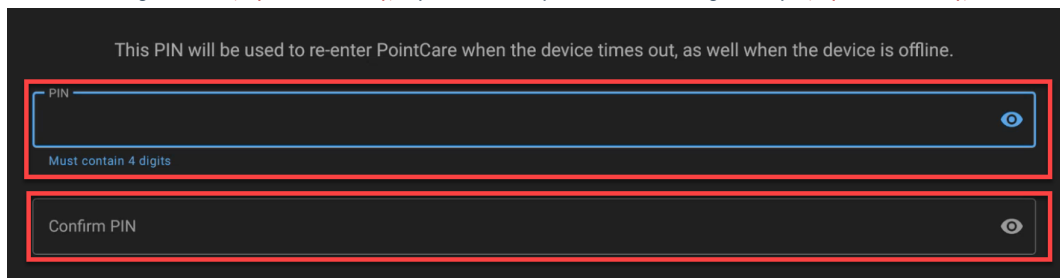 This PIN will be used to re-enter PointCare when the device times out, as well when the device is offline.
PIN
Must contain 4 digits
Confirm PIN